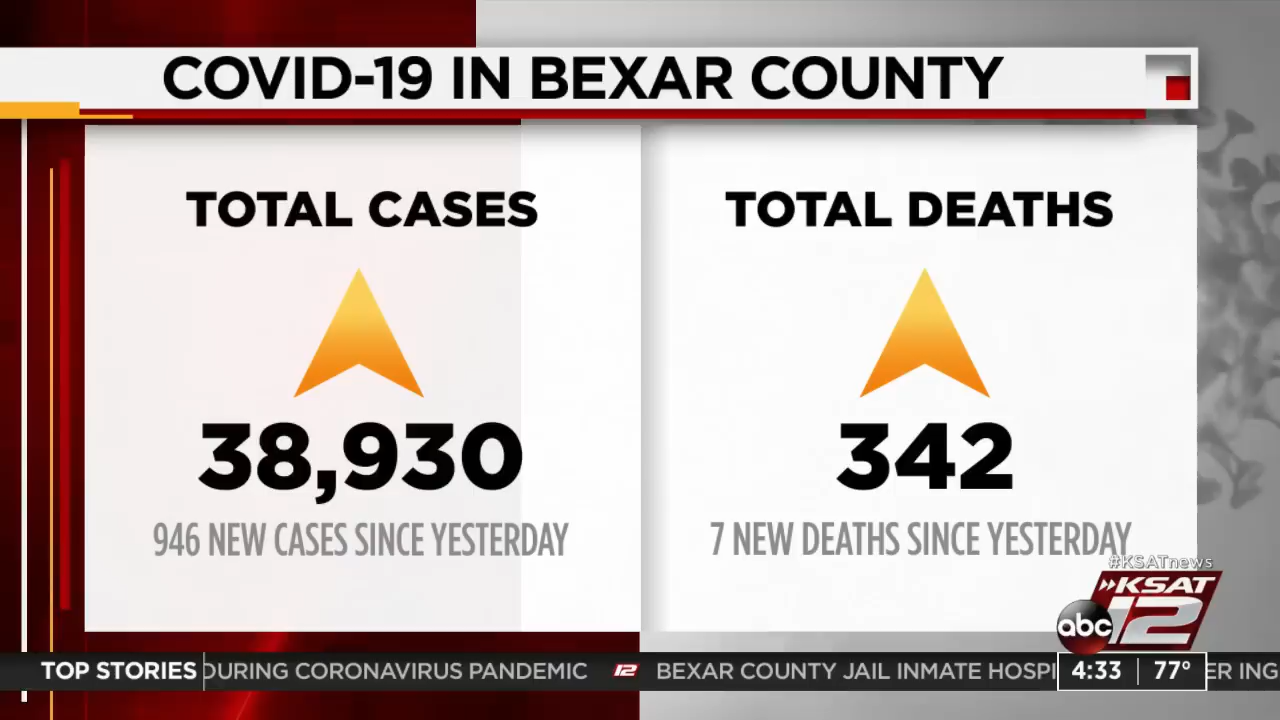 COVID-19 IN BEXAR COUNTY
TOTAL CASES
38,930
946 NEW CASES SINCE YESTERDAY
TOTAL DEATHS
342
7 NEW DEATHS SINCE YESTERDAY
#KSATnews
KSAT
abc 12
TOP STORIES DURING CORONAVIRUS PANDEMIC 12 BEXAR COUNTY JAIL INMATE HOSPI 4:33 77° ER ING